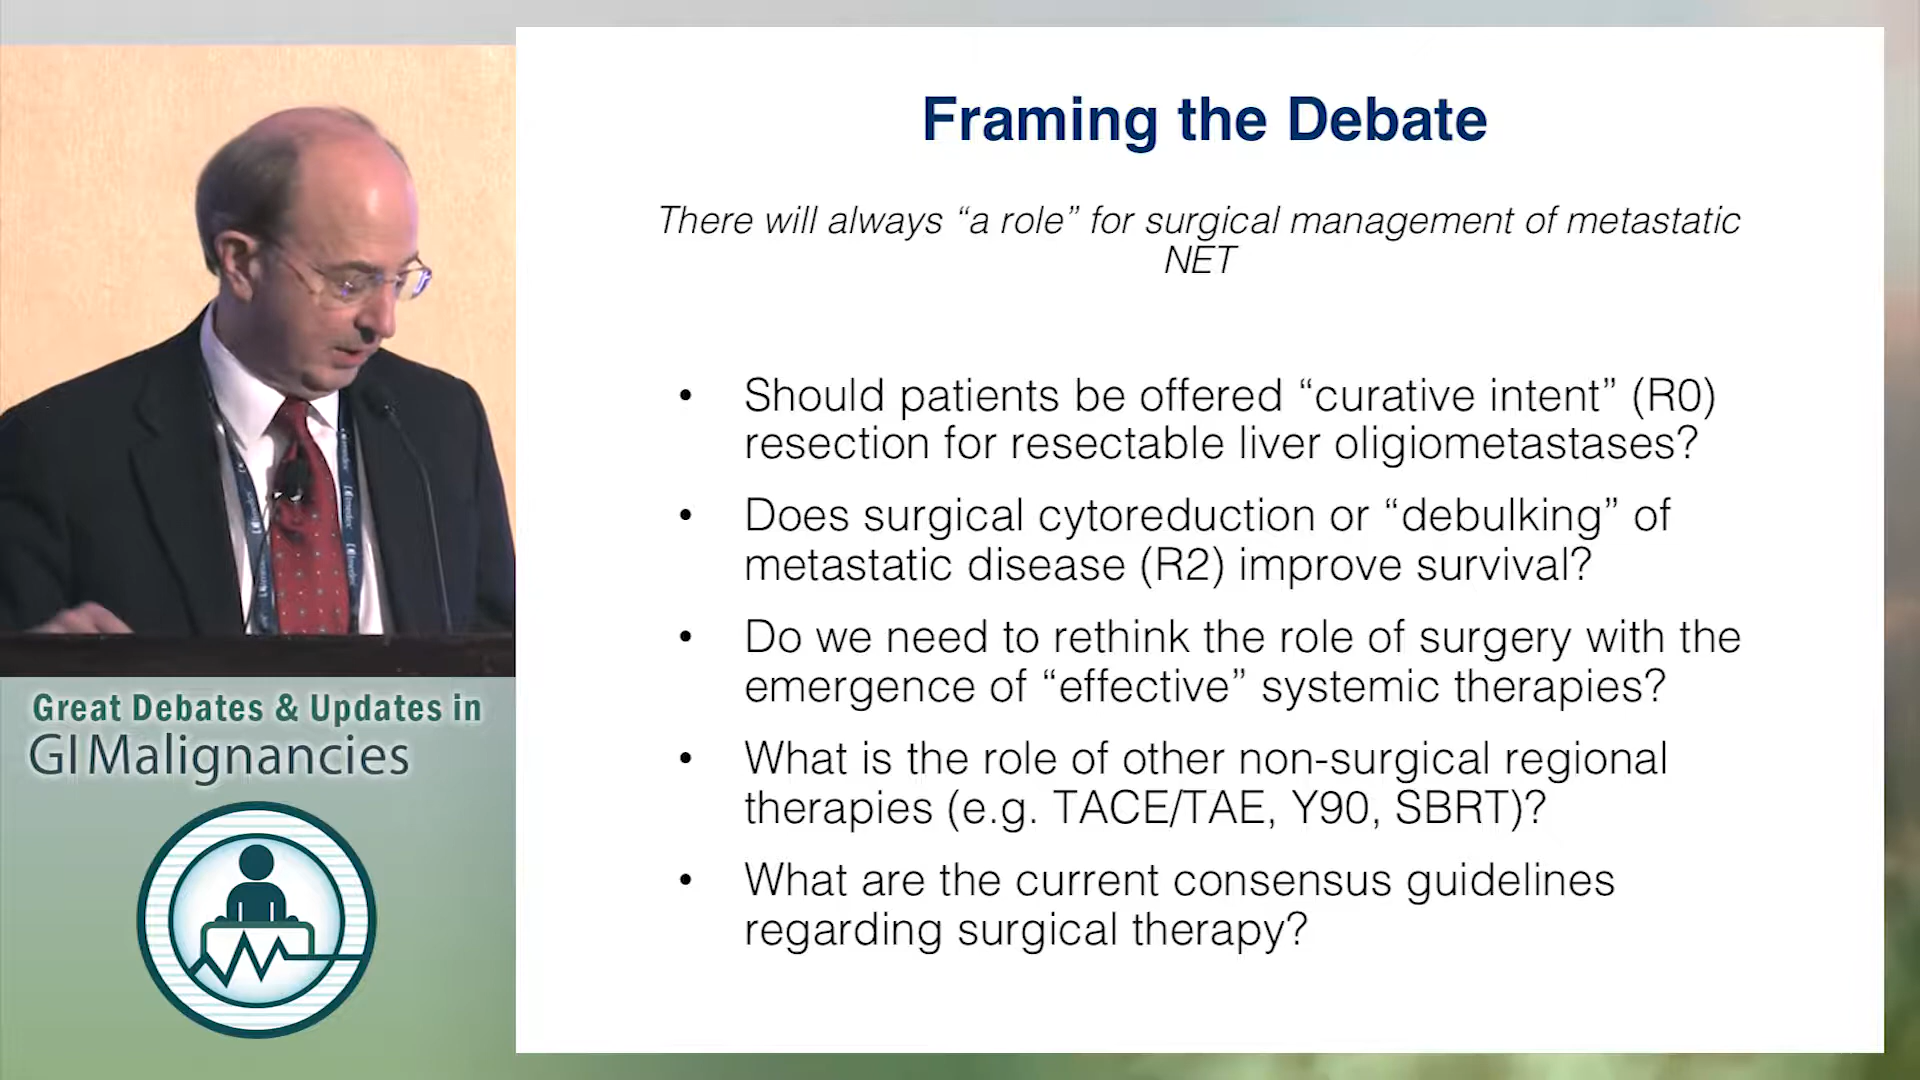 Framing the Debate
There will always “a role” for surgical management of metastatic
NET
• Should patients be offered “curative intent” (R0)
resection for resectable liver oligiometastases?
• Does surgical cytoreduction or “debulking” of
metastatic disease (R2) improve survival?
• Do we need to rethink the role of surgery with the
emergence of “effective” systemic therapies?
• What is the role of other non-surgical regional
therapies (e.g. TACE/TAE, Y90, SBRT)?
• What are the current consensus guidelines
regarding surgical therapy?
Great Debates & Updates in
GI Malignancies